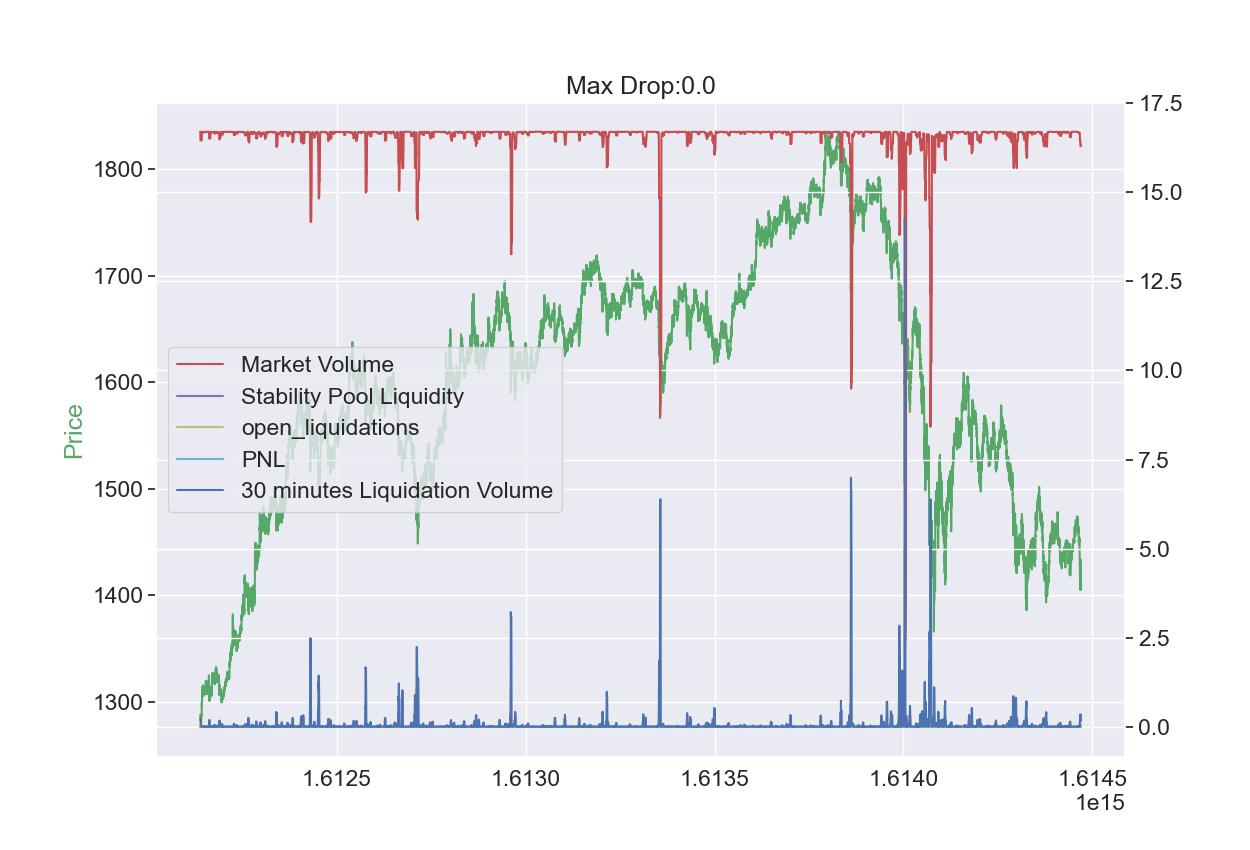 Max Drop:0.0
17.5
1800
15.0
1700
12.5
1600
10.0
1500
7.5
1400
5.0
2.5
1300
0.0
Price
Market Volume
Stability Pool Liquidity
open_liquidations
PNL
30 minutes Liquidation Volume
1.6125
1.6130
1.6135
1.6140
1.6145
1e15